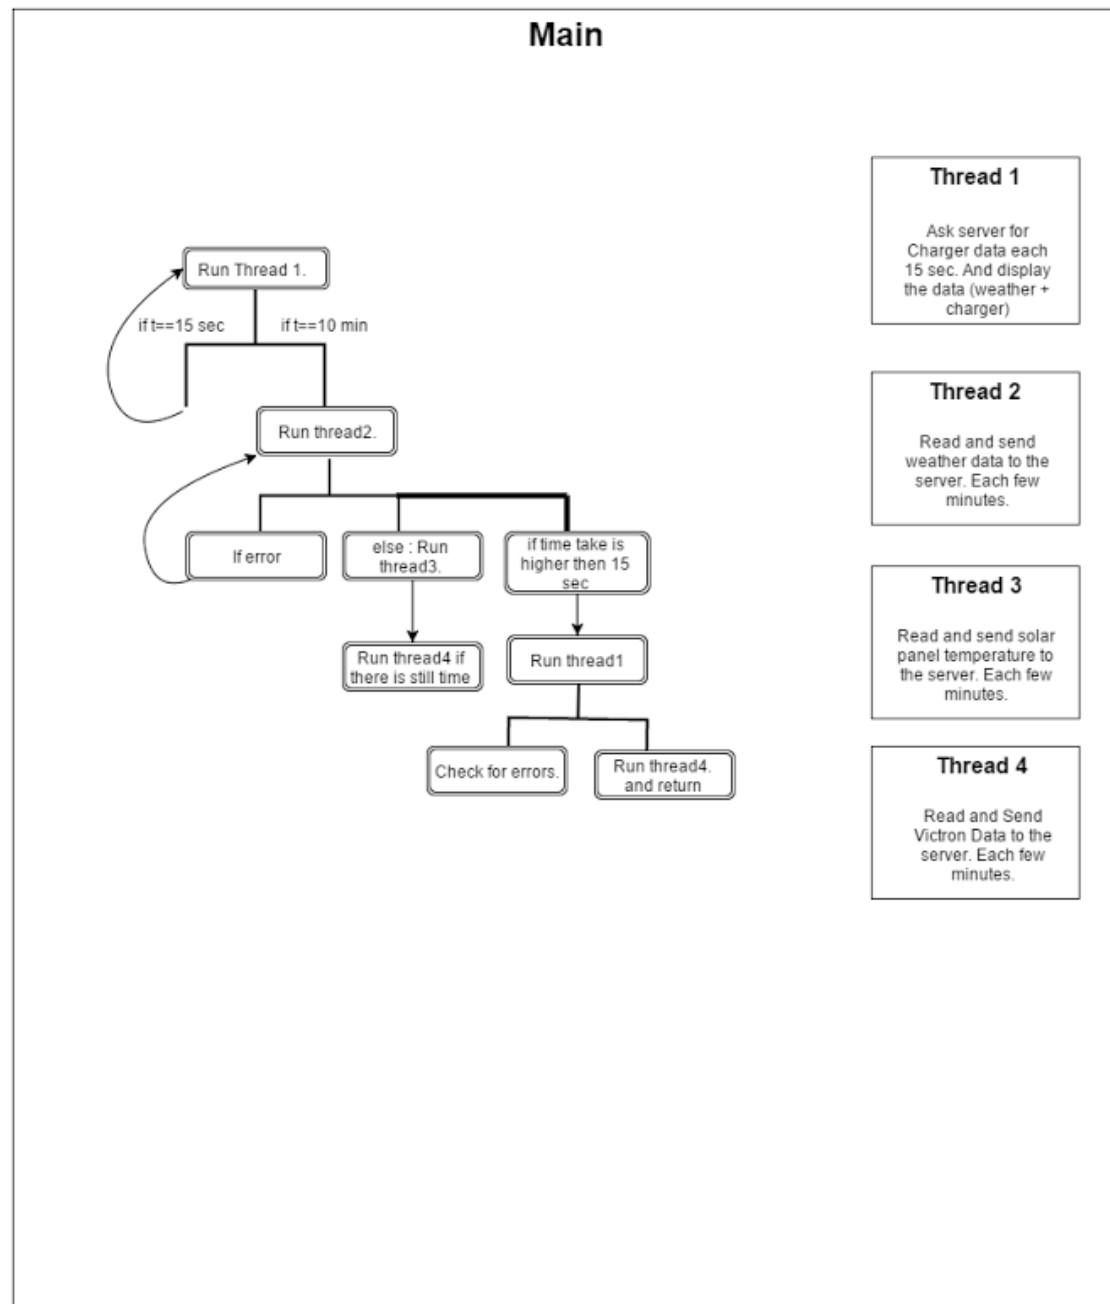 Main
Run Thread 1.
if t==15 sec
if t==10 min
Run thread2.
If error
else : Run
thread3.
if time take is
higher then 15
sec
Run thread4 if
there is still time
Run thread1
Check for errors.
Run thread4.
and return
Thread 1
Ask server for
Charger data each
15 sec. And display
the data (weather +
charger)
Thread 2
Read and send
weather data to the
server. Each few
minutes.
Thread 3
Read and send solar
panel temperature to
the server. Each few
minutes.
Thread 4
Read and Send
Victron Data to the
server. Each few
minutes.